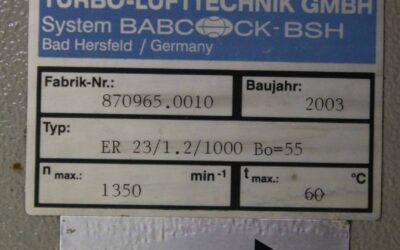 TURBO-LUFTTECHNIK GMBH
System BABCOCK-BSH
Bad Hersfeld / Germany
Fabrik-Nr.: Baujahr:
870965.0010 2003
Typ:
ER 23/1.2/1000 Bo=55
n max.: min⁻¹ t max.: °C
1350 60